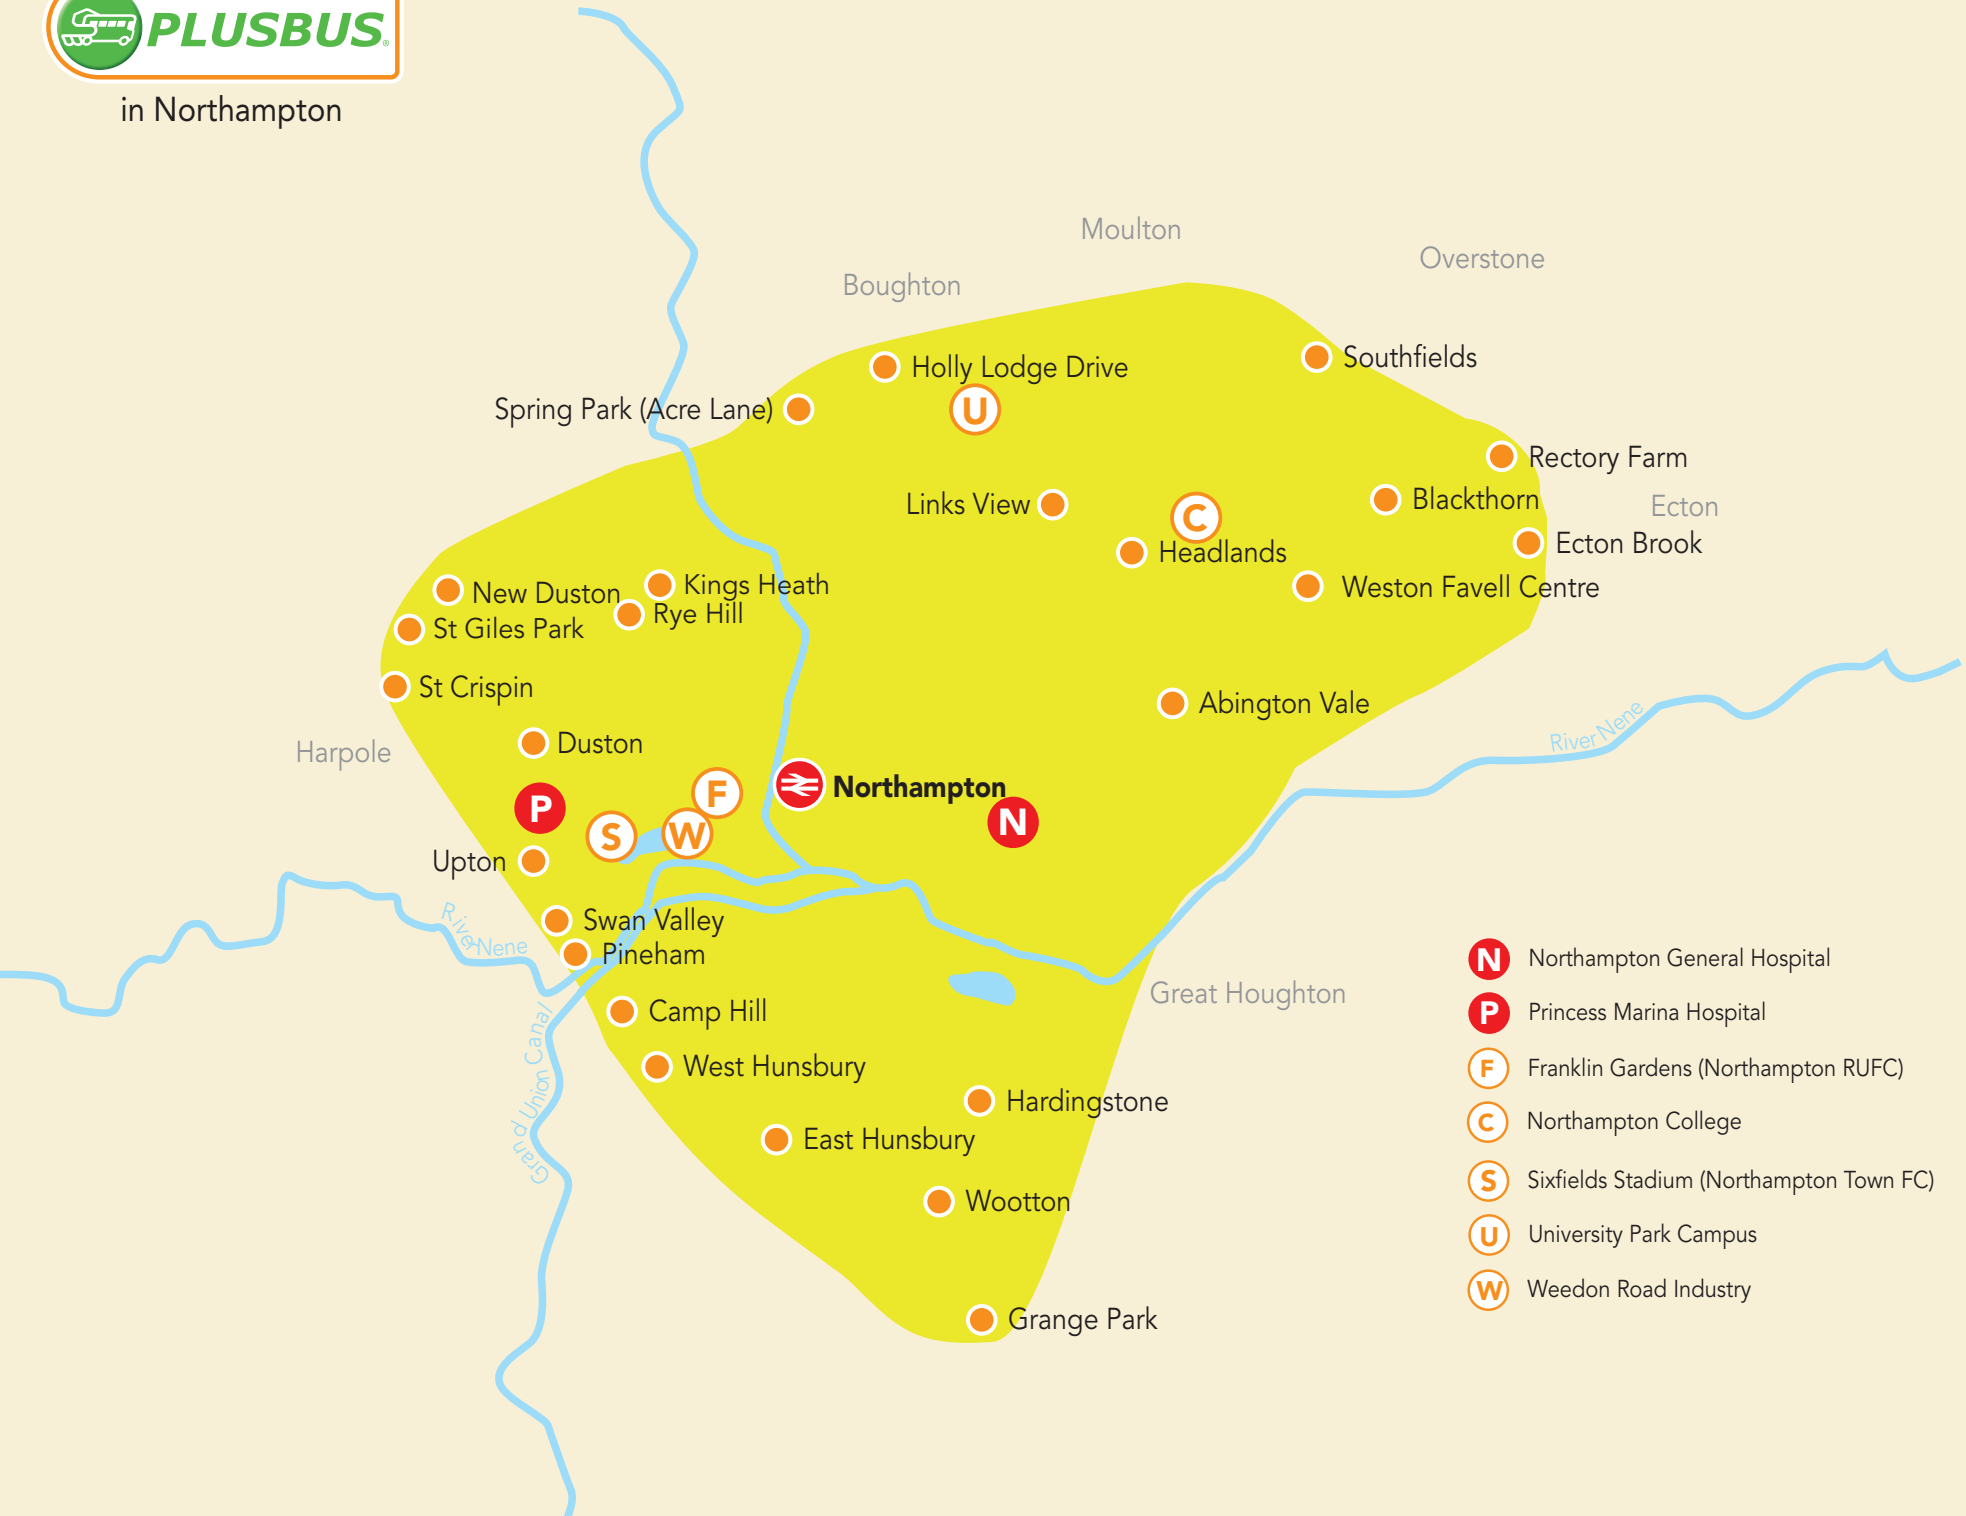 PLUSBUS®
in Northampton
Moulton
Overstone
Boughton
Southfields
Holly Lodge Drive
Spring Park (Acre Lane)
U
Rectory Farm
Blackthorn
Links View
Ecton
C
Ecton Brook
Headlands
Kings Heath
Weston Favell Centre
New Duston
Rye Hill
St Giles Park
St Crispin
Abington Vale
River Nene
Duston
Harpole
Northampton
F
P
N
S
W
Upton
Swan Valley
River Nene
Pineham
Great Houghton
Camp Hill
Grand Union Canal
West Hunsbury
Hardingstone
East Hunsbury
Wootton
Grange Park
N Northampton General Hospital
P Princess Marina Hospital
F Franklin Gardens (Northampton RUFC)
C Northampton College
S Sixfields Stadium (Northampton Town FC)
U University Park Campus
W Weedon Road Industry